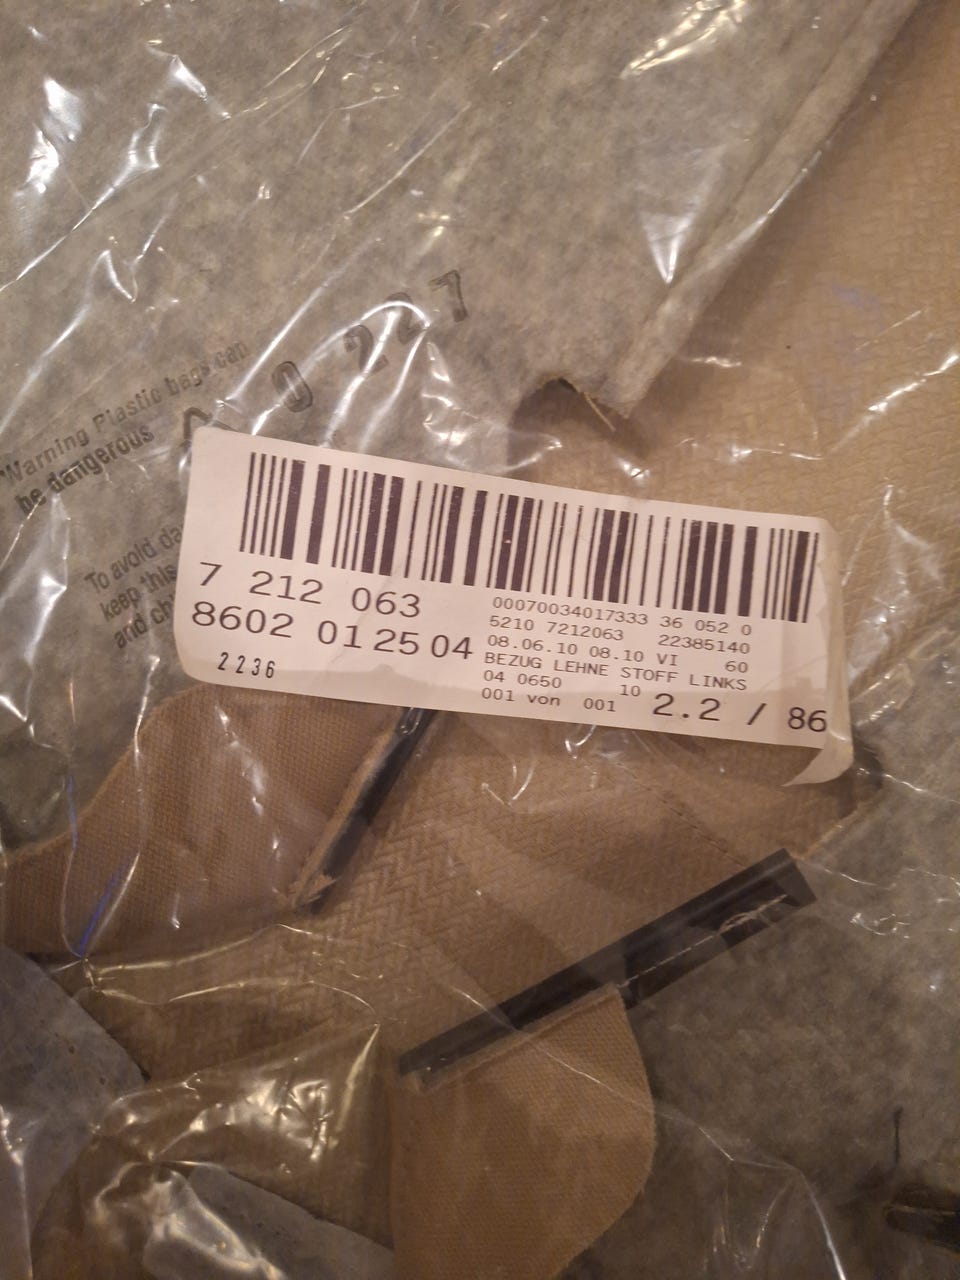 Warning Plastic bags can
be dangerous
To avoid
keep this
and
0 227
7 212 063
8602 01 25 04
2236
00070034017333 36 052 0
5210 7212063 22385140
08.06.10 08.10 VI 60
BEZUG LEHNE STOFF LINKS
04 0650 10
001 von 001
2.2 / 86